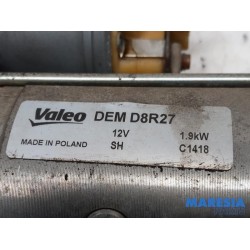 Valeo DEM D8R27
12V 1.9kW
MADE IN POLAND SH C1418
MARESIA